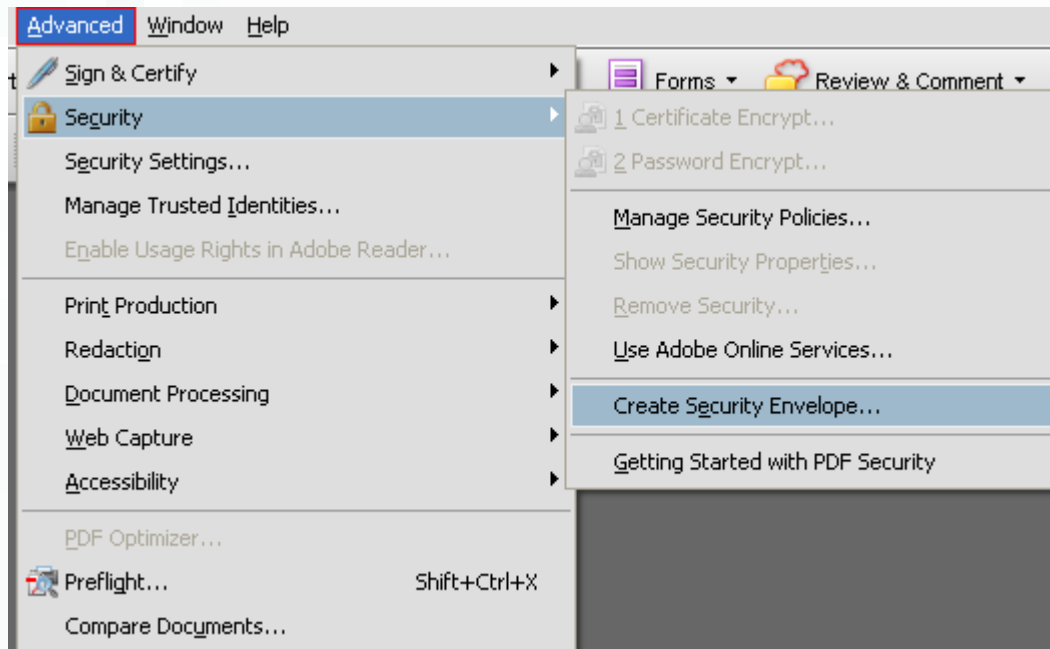 Advanced Window Help
Sign & Certify
Forms
Review & Comment
Security
1 Certificate Encrypt...
Security Settings...
2 Password Encrypt...
Manage Trusted Identities...
Manage Security Policies...
Enable Usage Rights in Adobe Reader...
Show Security Properties...
Print Production
Remove Security...
Redaction
Use Adobe Online Services...
Document Processing
Create Security Envelope...
Web Capture
Getting Started with PDF Security
Accessibility
PDF Optimizer...
Preflight... Shift+Ctrl+X
Compare Documents...